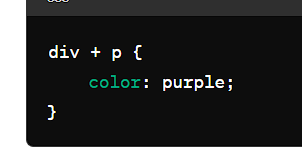 div + p {
    color: purple;
}